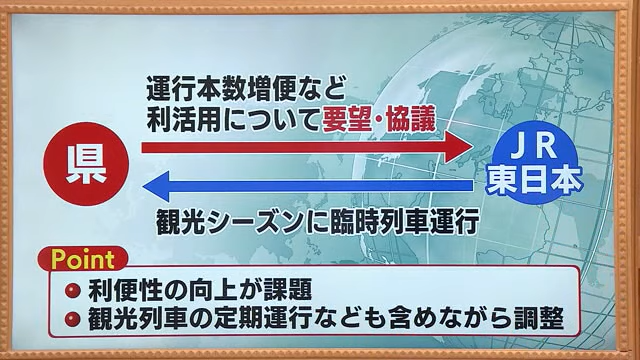 運行本数増便など
利活用について要望・協議
県
JR
東日本
観光シーズンに臨時列車運行
Point
利便性の向上が課題
観光列車の定期運行なども含めながら調整